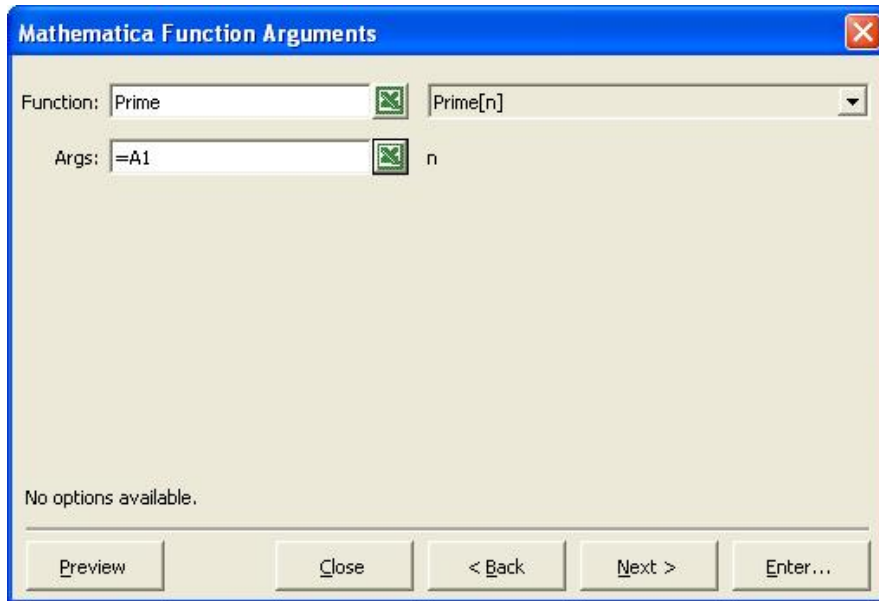 Mathematica Function Arguments
Function: Prime Prime[n]
Args: =A1 n
No options available.
Preview Close < Back Next > Enter...